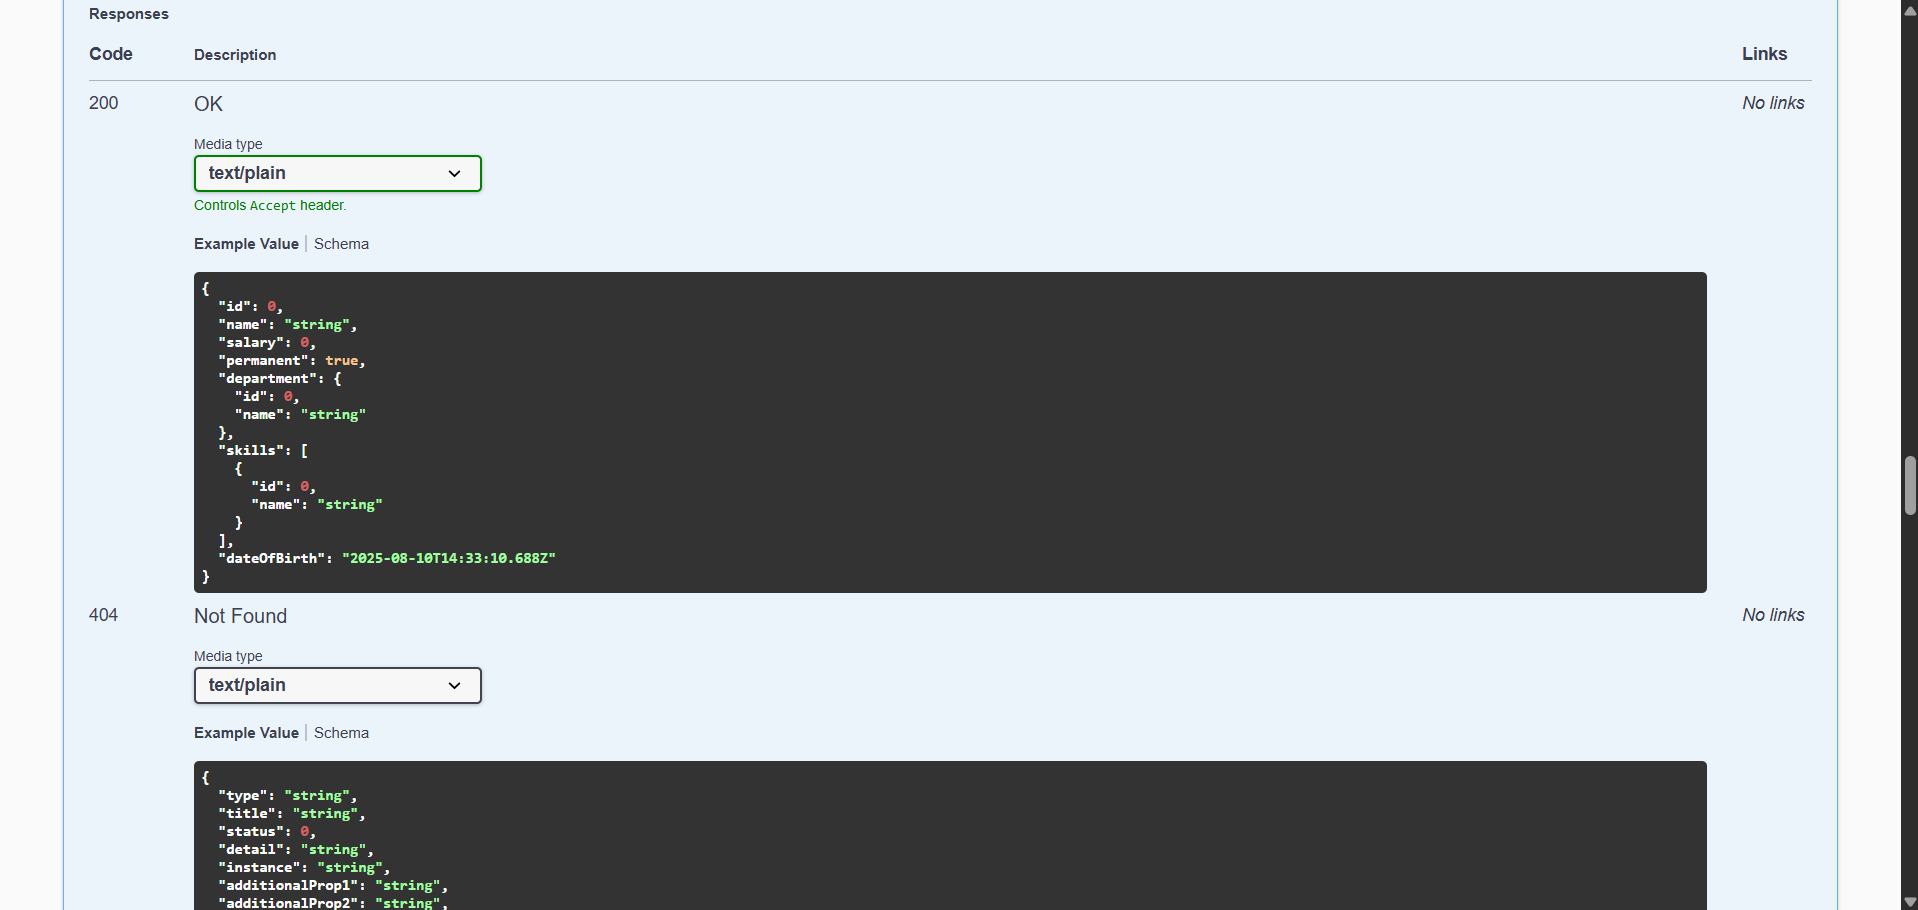 Responses
Code Description Links
200 OK No links
Media type
text/plain
Controls Accept header.
Example Value | Schema
{
  "id": 0,
  "name": "string",
  "salary": 0,
  "permanent": true,
  "department": {
    "id": 0,
    "name": "string"
  },
  "skills": [
    {
      "id": 0,
      "name": "string"
    }
  ],
  "dateOfBirth": "2025-08-10T14:33:10.688Z"
}
404 Not Found No links
Media type
text/plain
Example Value | Schema
{
  "type": "string",
  "title": "string",
  "status": 0,
  "detail": "string",
  "instance": "string",
  "additionalProp1": "string",
  "additionalProp2": "string",